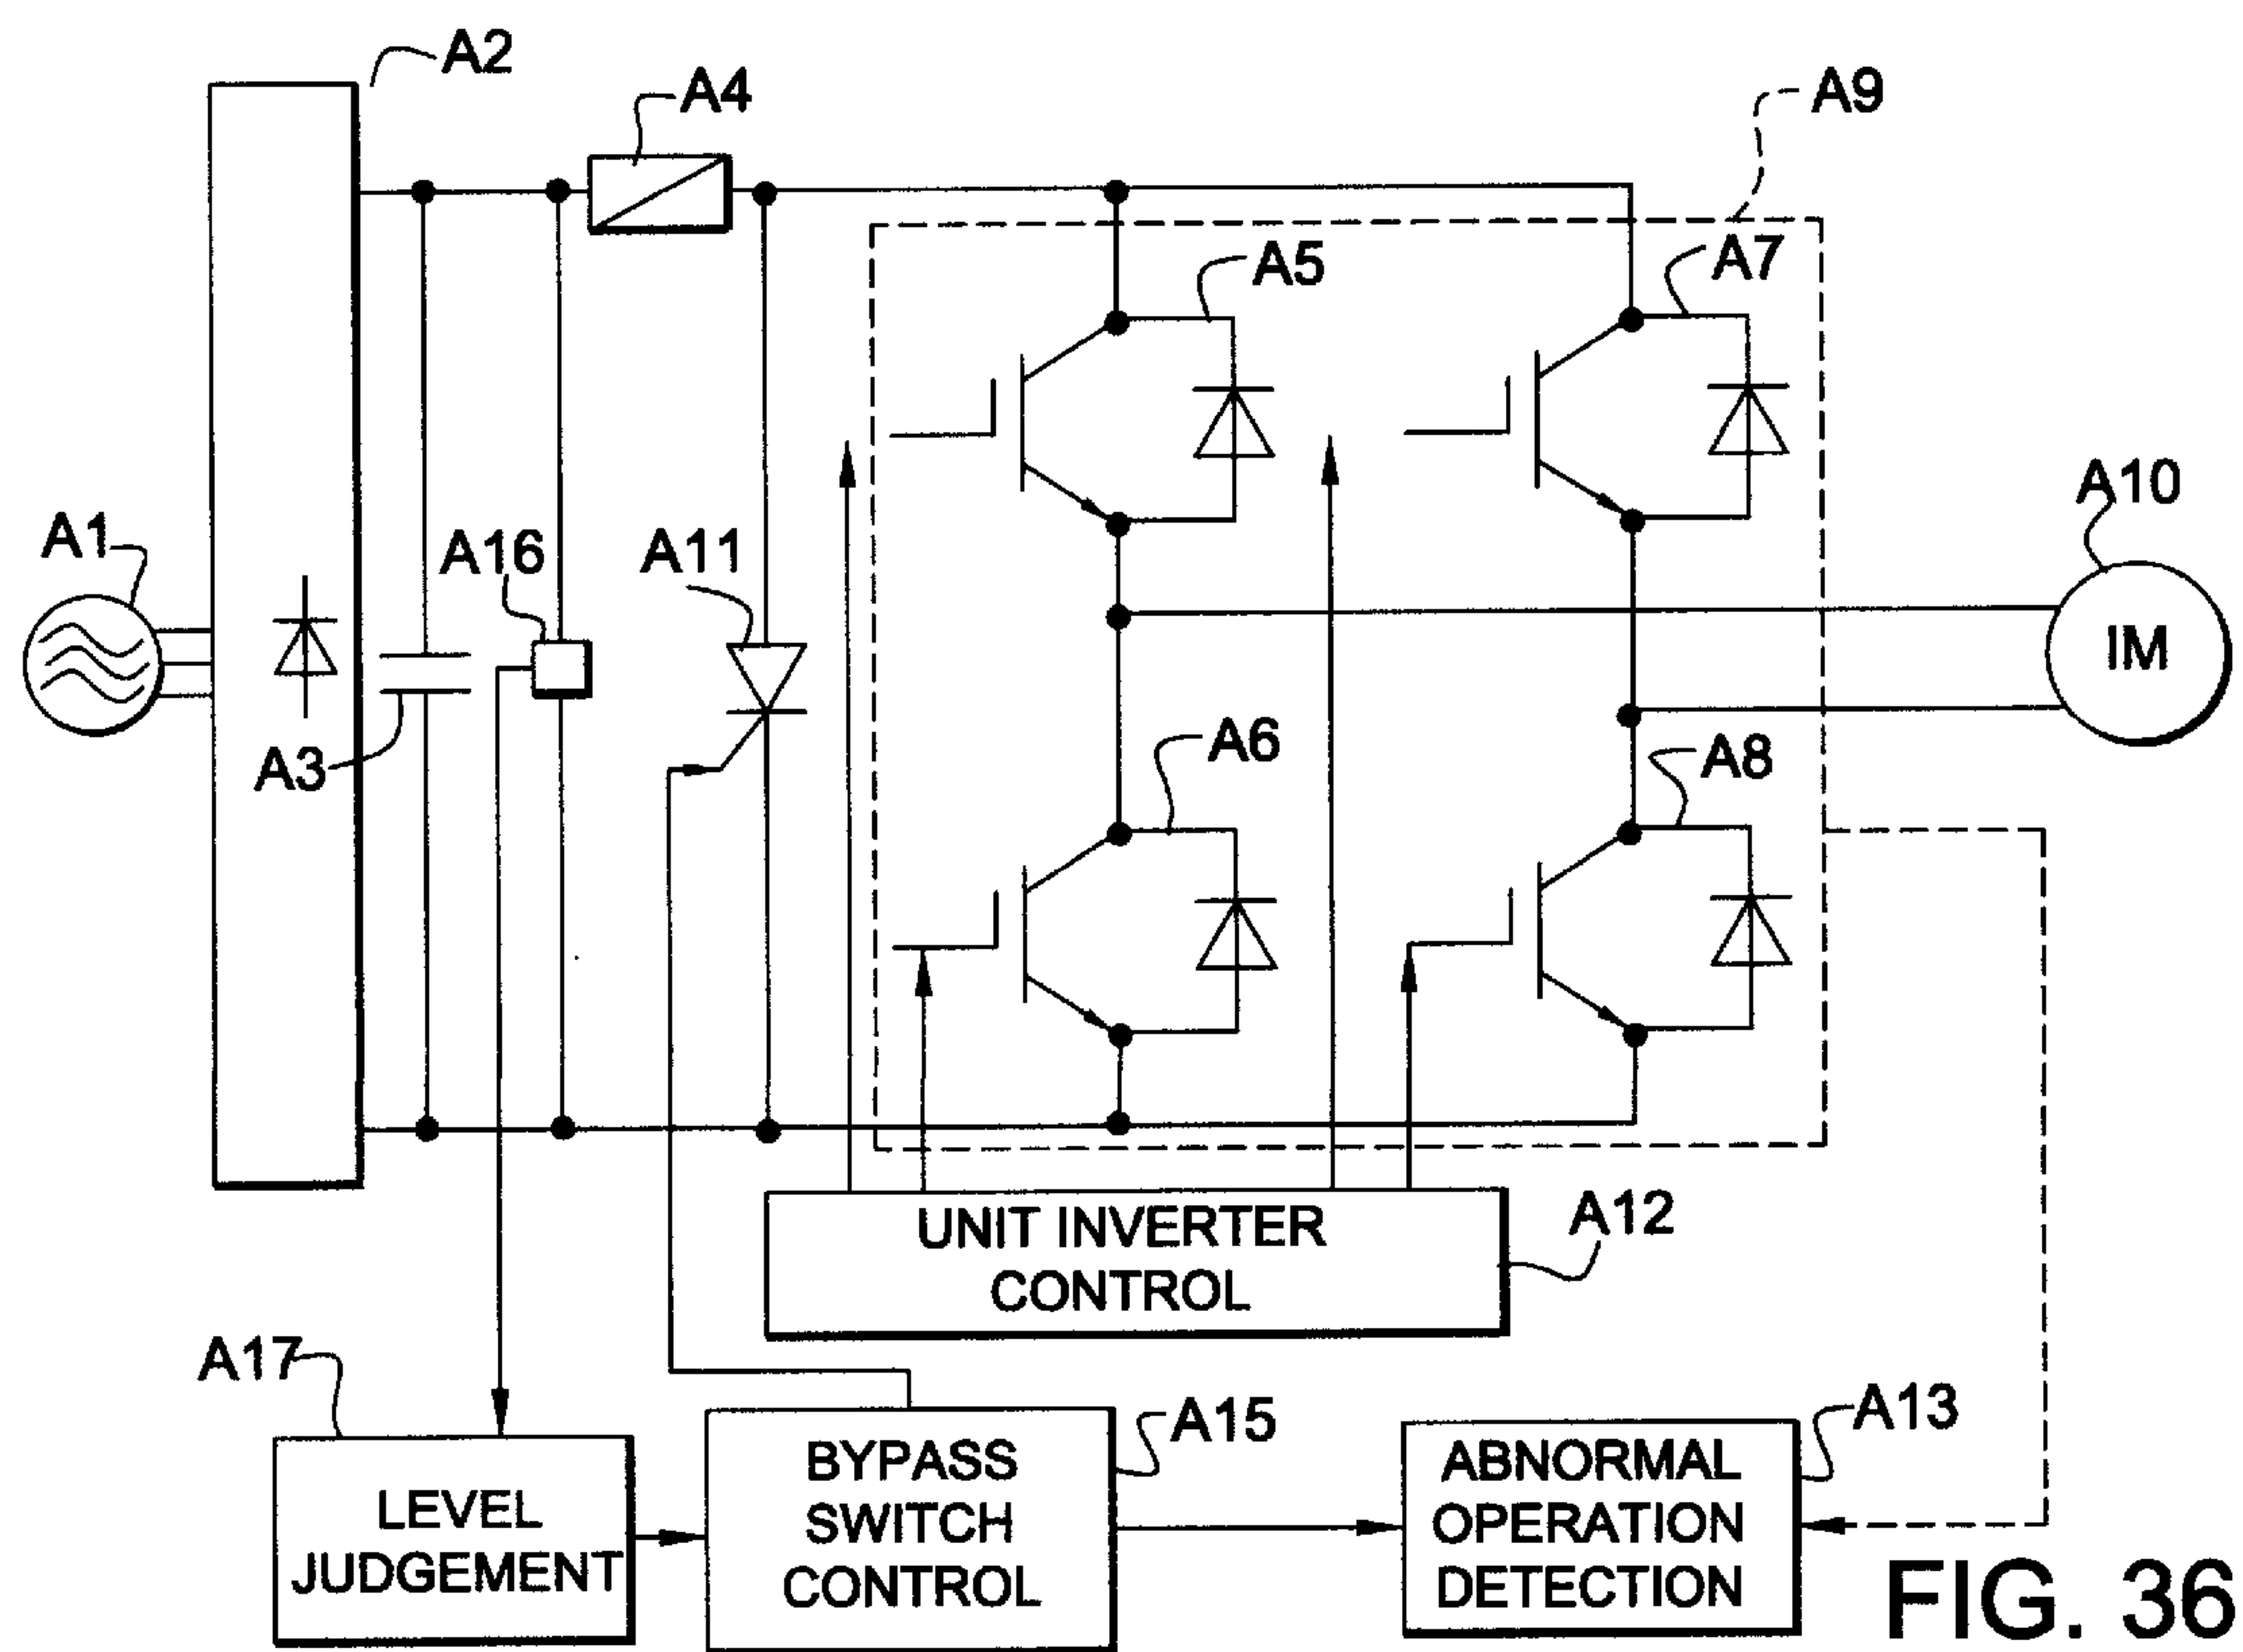 A2
A4
A9
A5
A7
A10
A1
A16
A11
IM
A3
A6
A8
UNIT INVERTER
CONTROL
A12
A17
LEVEL
JUDGEMENT
BYPASS
SWITCH
CONTROL
A15
ABNORMAL
OPERATION
DETECTION
A13
FIG. 36